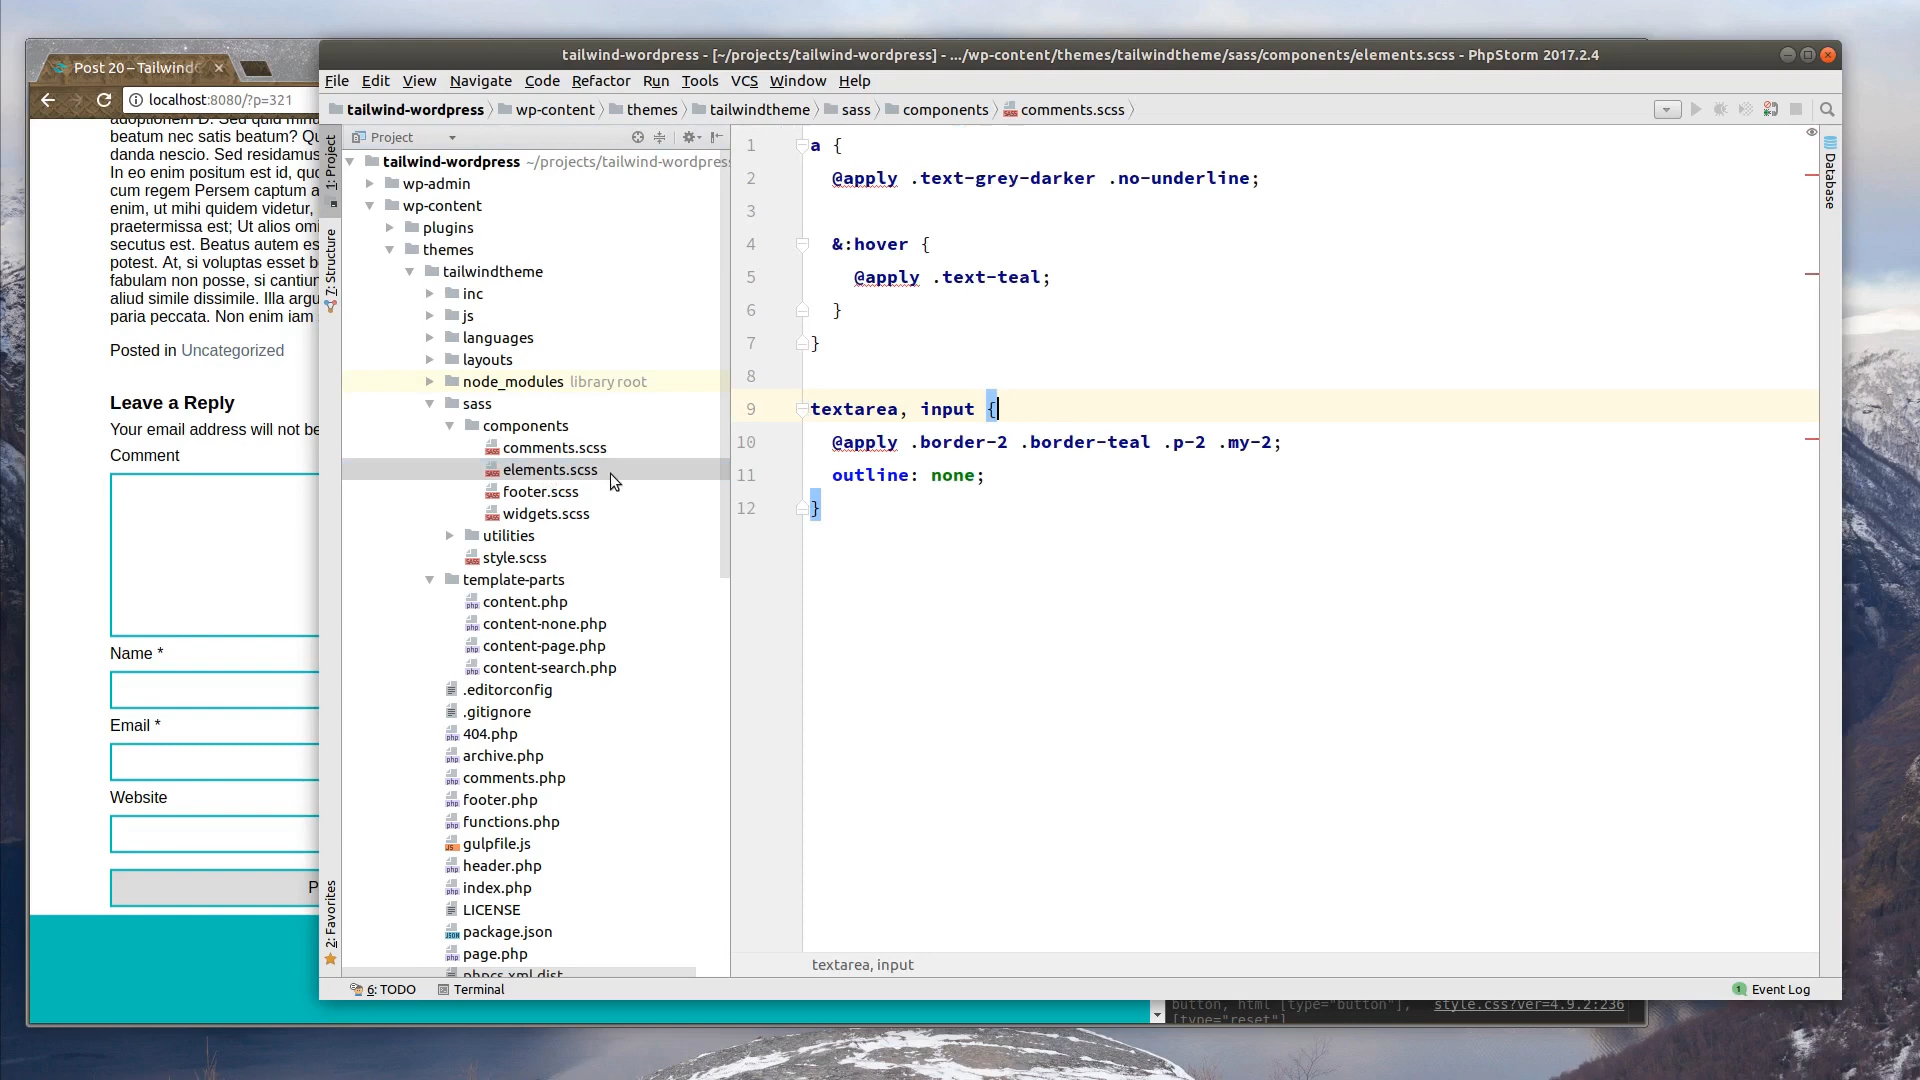 Post 20 – Tailwind
localhost:8080/?p=321
beatum nec satis beatum? Qu
danda nescio. Sed residamus
In eo enim positum est id, quo
cum regem Persem captum a
enim, ut mihi quidem videtur,
praetermissa est; Ut alios om
secutus est. Beatus autem es
potest. At, si voluptas esset b
fabulam non posse, si cantiun
aliud simile dissimile. Illa argu
paria peccata. Non enim iam
Posted in Uncategorized
Leave a Reply
Your email address will not be
Comment
Name *
Email *
Website
P
tailwind-wordpress - [~/projects/tailwind-wordpress] - .../wp-content/themes/tailwindtheme/sass/components/elements.scss - PhpStorm 2017.2.4
File Edit View Navigate Code Refactor Run Tools VCS Window Help
tailwind-wordpress wp-content themes tailwindtheme sass components comments.scss
1: Project
7: Structure
2: Favorites
Project
tailwind-wordpress ~/projects/tailwind-wordpress
wp-admin
wp-content
plugins
themes
tailwindtheme
inc
js
languages
layouts
node_modules library root
sass
components
comments.scss
elements.scss
footer.scss
widgets.scss
utilities
style.scss
template-parts
content.php
content-none.php
content-page.php
content-search.php
.editorconfig
.gitignore
404.php
archive.php
comments.php
footer.php
functions.php
gulpfile.js
header.php
index.php
LICENSE
package.json
page.php
phpcs.xml.dist
1 a {
2 @apply .text-grey-darker .no-underline;
3
4 &:hover {
5 @apply .text-teal;
6 }
7 }
8
9 textarea, input {
10 @apply .border-2 .border-teal .p-2 .my-2;
11 outline: none;
12 }
textarea, input
Database
6: TODO Terminal
1 Event Log
button, html [type="button"], style.css?ver=4.9.2:236
[type="reset"]